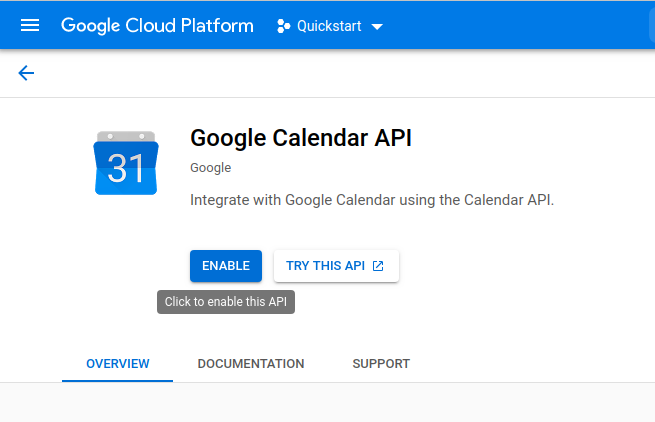 Google Cloud Platform Quickstart
31
Google Calendar API
Google
Integrate with Google Calendar using the Calendar API.
ENABLE TRY THIS API
Click to enable this API
OVERVIEW DOCUMENTATION SUPPORT